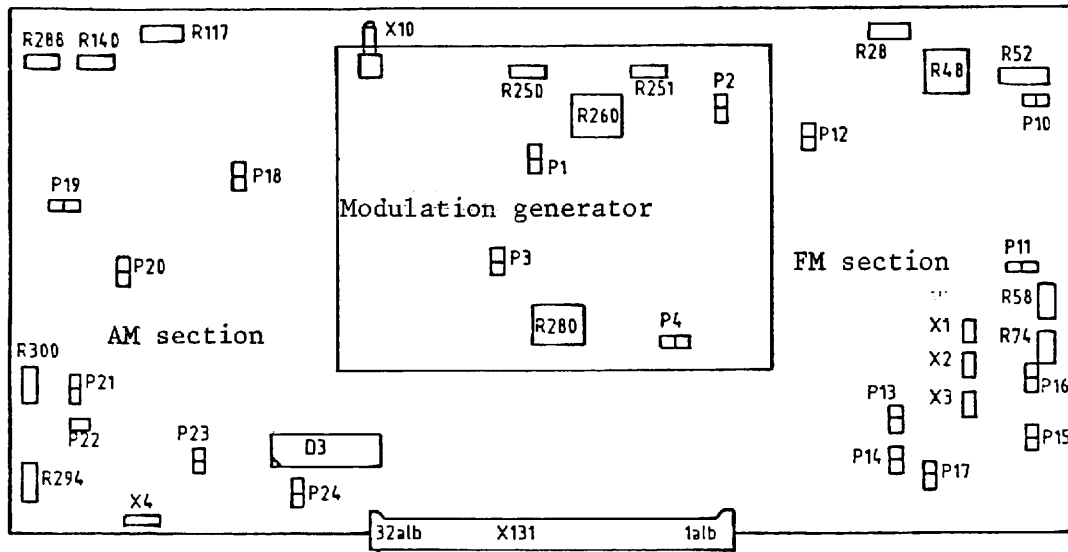 R288 R140 R117 X10 R28 R48 R52
R250 R251 P2
R260 P10
P12
P1
P18
P19
Modulation generator
P3 P11
P20 FM section
R58
R280 P4 X1
AM section R74
R300 X2
P21 P16
P13 X3
P22 P23 P15
D3 P14 P17
R294
P24
X4
32alb X131 1alb